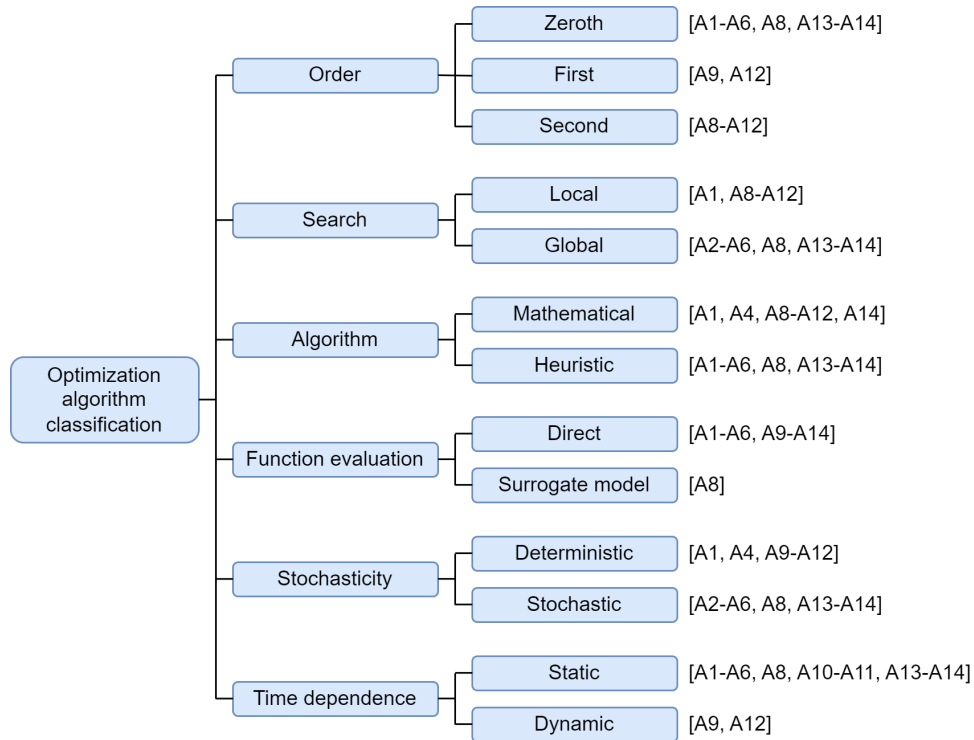 Optimization
algorithm
classification
Order
Zeroth [A1-A6, A8, A13-A14]
First [A9, A12]
Second [A8-A12]
Search
Local [A1, A8-A12]
Global [A2-A6, A8, A13-A14]
Algorithm
Mathematical [A1, A4, A8-A12, A14]
Heuristic [A1-A6, A8, A13-A14]
Function evaluation
Direct [A1-A6, A9-A14]
Surrogate model [A8]
Stochasticity
Deterministic [A1, A4, A9-A12]
Stochastic [A2-A6, A8, A13-A14]
Time dependence
Static [A1-A6, A8, A10-A11, A13-A14]
Dynamic [A9, A12]